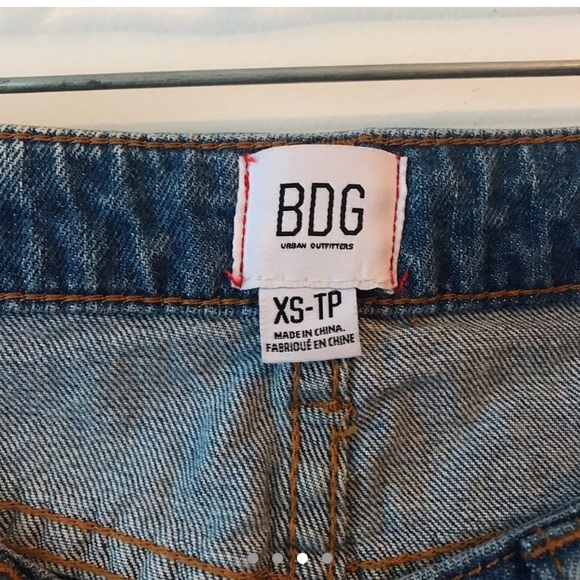 BDG
URBAN OUTFITTERS
XS-TP
MADE IN CHINA.
FABRIQUÉ EN CHINE